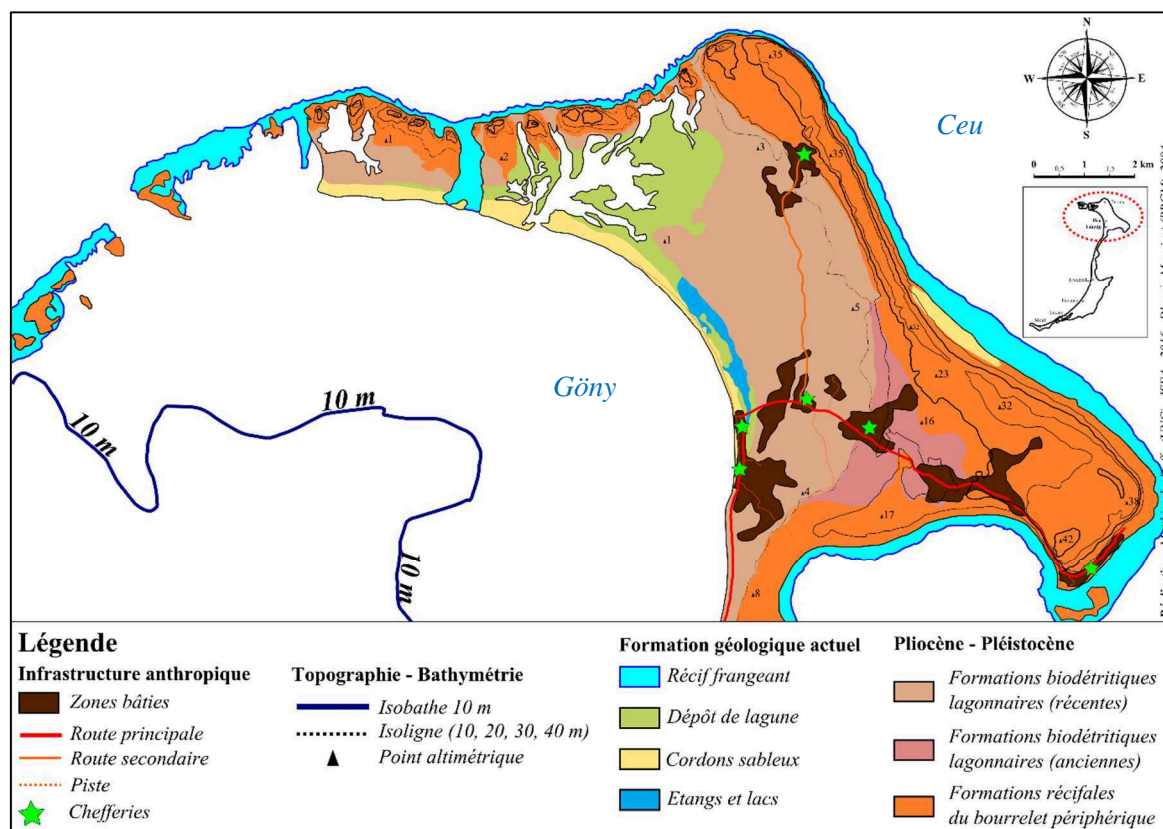 N
W
E
S
Ceu
0
0,5
1
1,5
2 km
35
1
2
3
35
1
5
32
23
32
16
4
17
38
42
8
Göny
10 m
10 m
10 m
Légende
Infrastructure anthropique
Zones bâties
Route principale
Route secondaire
Piste
Chefferies
Topographie - Bathymétrie
Isobathe 10 m
Isoligne (10, 20, 30, 40 m)
Point altimétrique
Formation géologique actuel
Récif frangeant
Dépôt de lagune
Cordons sableux
Etangs et lacs
Pliocène - Pléistocène
Formations biodétritiques
lagonnaires (récentes)
Formations biodétritiques
lagonnaires (anciennes)
Formations récifales
du bourrelet périphérique